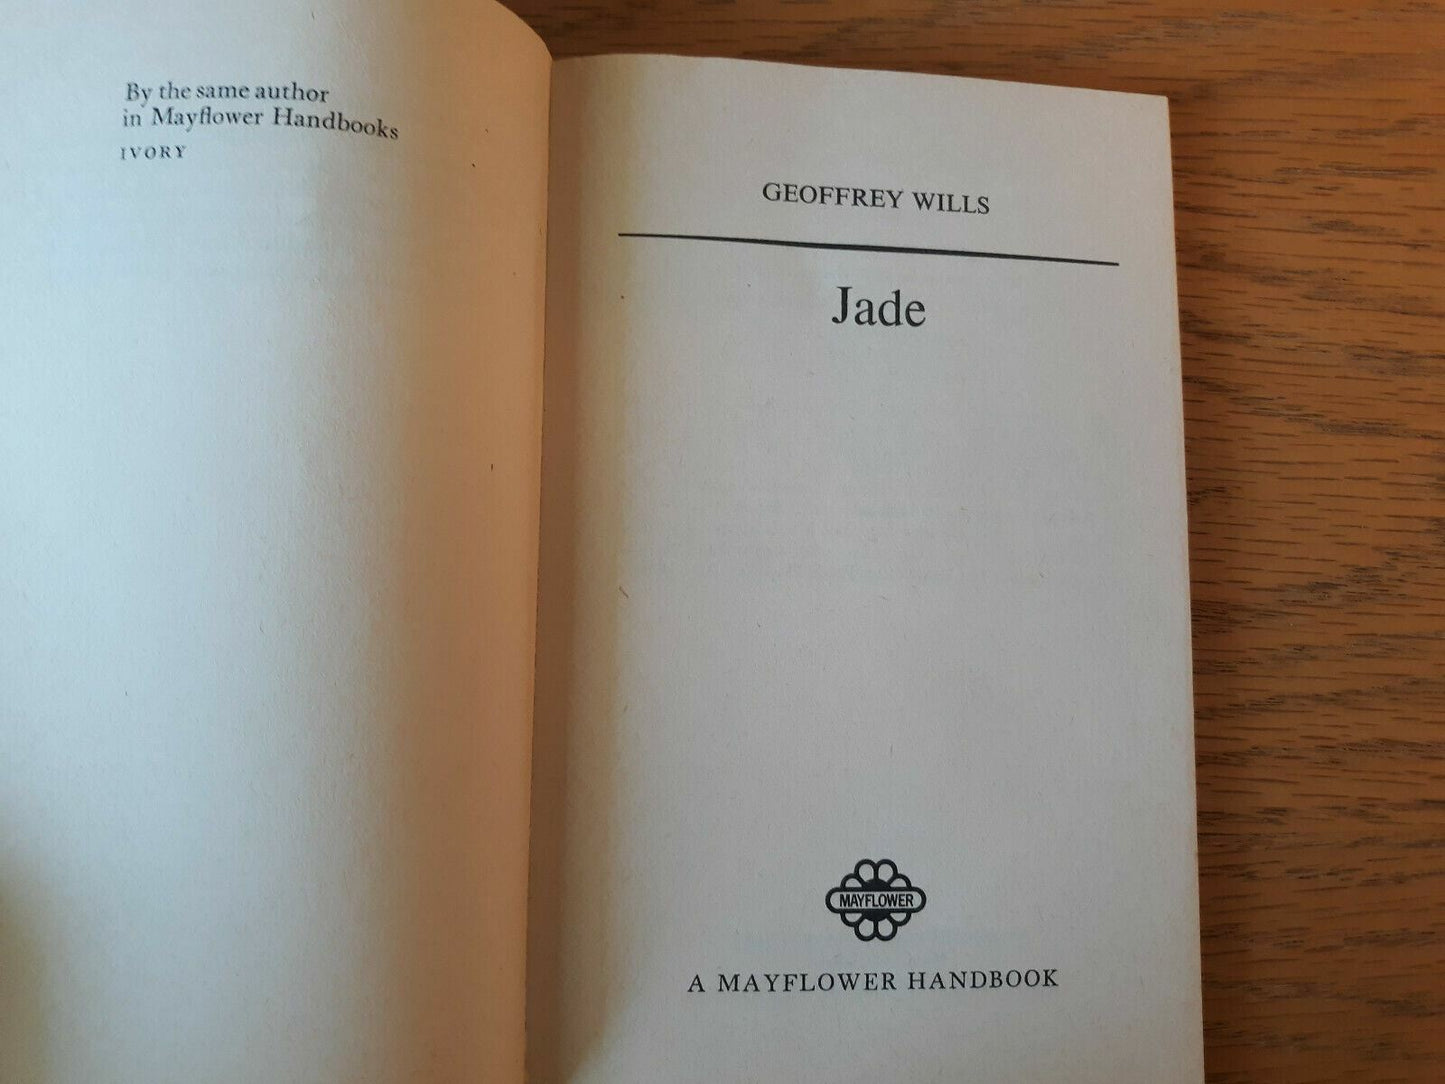 By the same author
in Mayflower Handbooks
IVORY
GEOFFREY WILLS
Jade
MAYFLOWER
A MAYFLOWER HANDBOOK